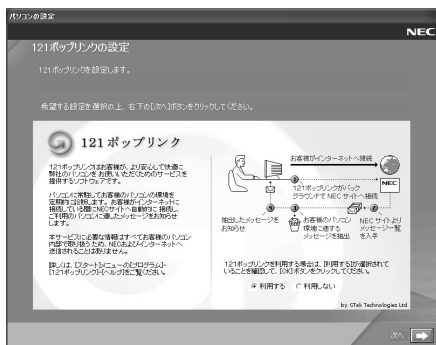 パソコンの設定
NEC
121ポップリンクの設定
121ポップリンクを設定します。
希望する設定を選択の上、右下の[次へ]ボタンをクリックしてください。
121 ポップリンク
121ポップリンクはお客様が、より安心して快適に
弊社のパソコンを お使いいただくためのサービスを
提供するソフトウェアです。
パソコンに常駐してお客様のパソコンの環境を
定期的に診断します。お客様がインターネットに
接続している間にNECサイトへ自動的に接続し、
ご利用のパソコンに適したメッセージをお知らせ
します。
本サービスに必要な情報はすべてお客様のパソコン
内部で取り扱うため、NECおよびインターネットへ
送信されることはありません。
詳しくは、[スタート]メニューの[プログラム]-
[121ポップリンク]-[ヘルプ]をご覧ください。
お客様がインターネットへ接続
NEC
121ポップリンクがバック
グラウンドで NEC サイトへ接続
抽出したメッセージを
お知らせ
お客様のパソコン
環境に適する
メッセージを抽出
NEC サイトより
メッセージ一覧
を入手
121ポップリンクを利用する場合は、[利用する]が選択されて
いることを確認して、[OK]ボタンをクリックしてください。
利用する 利用しない
by GTek Technologies Ltd.
次へ